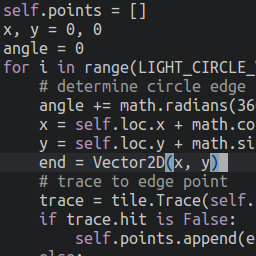 self.points = []
x, y = 0, 0
angle = 0
for i in range(LIGHT_CIRCLE_
# determine circle edge
angle += math.radians(36
x = self.loc.x + math.co
y = self.loc.y + math.si
end = Vector2D(x, y)
# trace to edge point
trace = tile.Trace(self.
if trace.hit is False:
self.points.append(e
else: